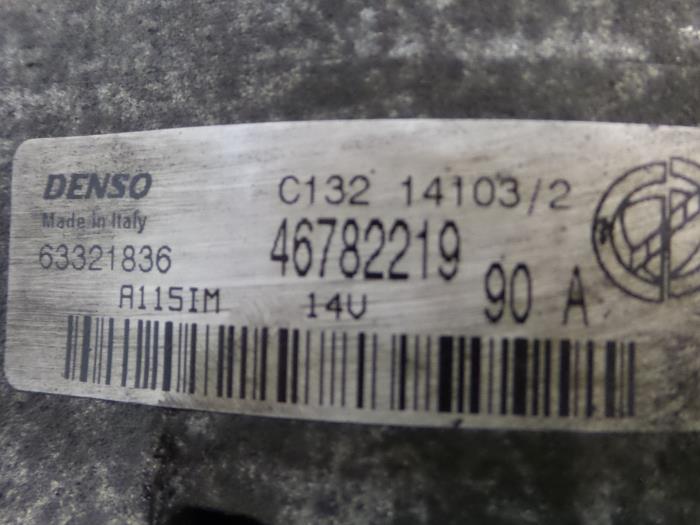 DENSO C132 14103/2
Made in Italy
63321836 46782219
A115IM 14V 90 A